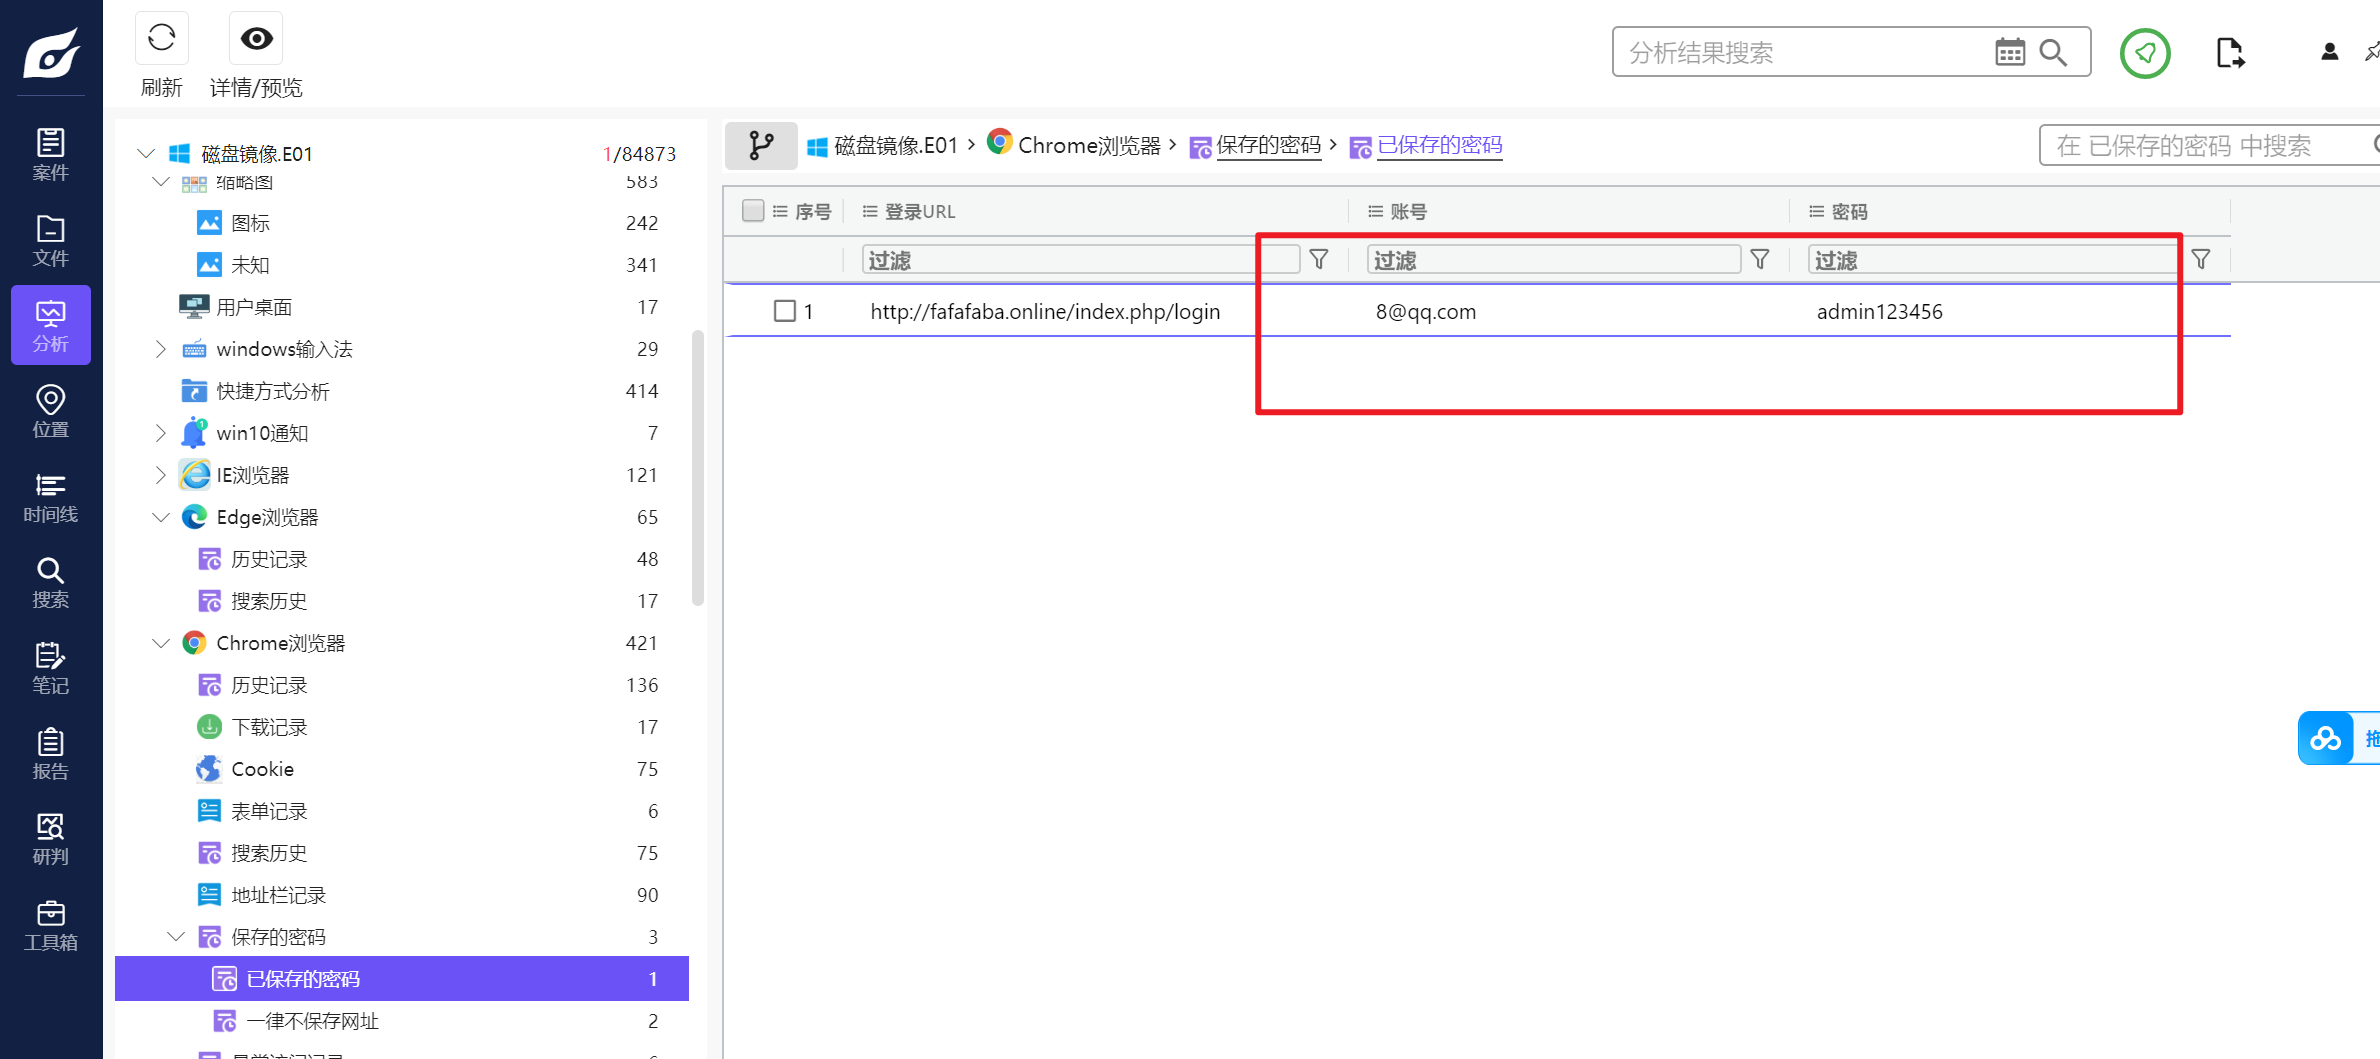 刷新
详情/预览
分析结果搜索
案件
文件
分析
位置
时间线
搜索
笔记
报告
研判
工具箱
磁盘镜像.E01 1/84873
缩略图 583
图标 242
未知 341
用户桌面 17
windows输入法 29
快捷方式分析 414
win10通知 7
IE浏览器 121
Edge浏览器 65
历史记录 48
搜索历史 17
Chrome浏览器 421
历史记录 136
下载记录 17
Cookie 75
表单记录 6
搜索历史 75
地址栏记录 90
保存的密码 3
已保存的密码 1
一律不保存网址 2
磁盘镜像.E01 › Chrome浏览器 › 保存的密码 › 已保存的密码
在 已保存的密码 中搜索
序号 登录URL 账号 密码
过滤 过滤 过滤
1 http://fafafaba.online/index.php/login 8@qq.com admin123456